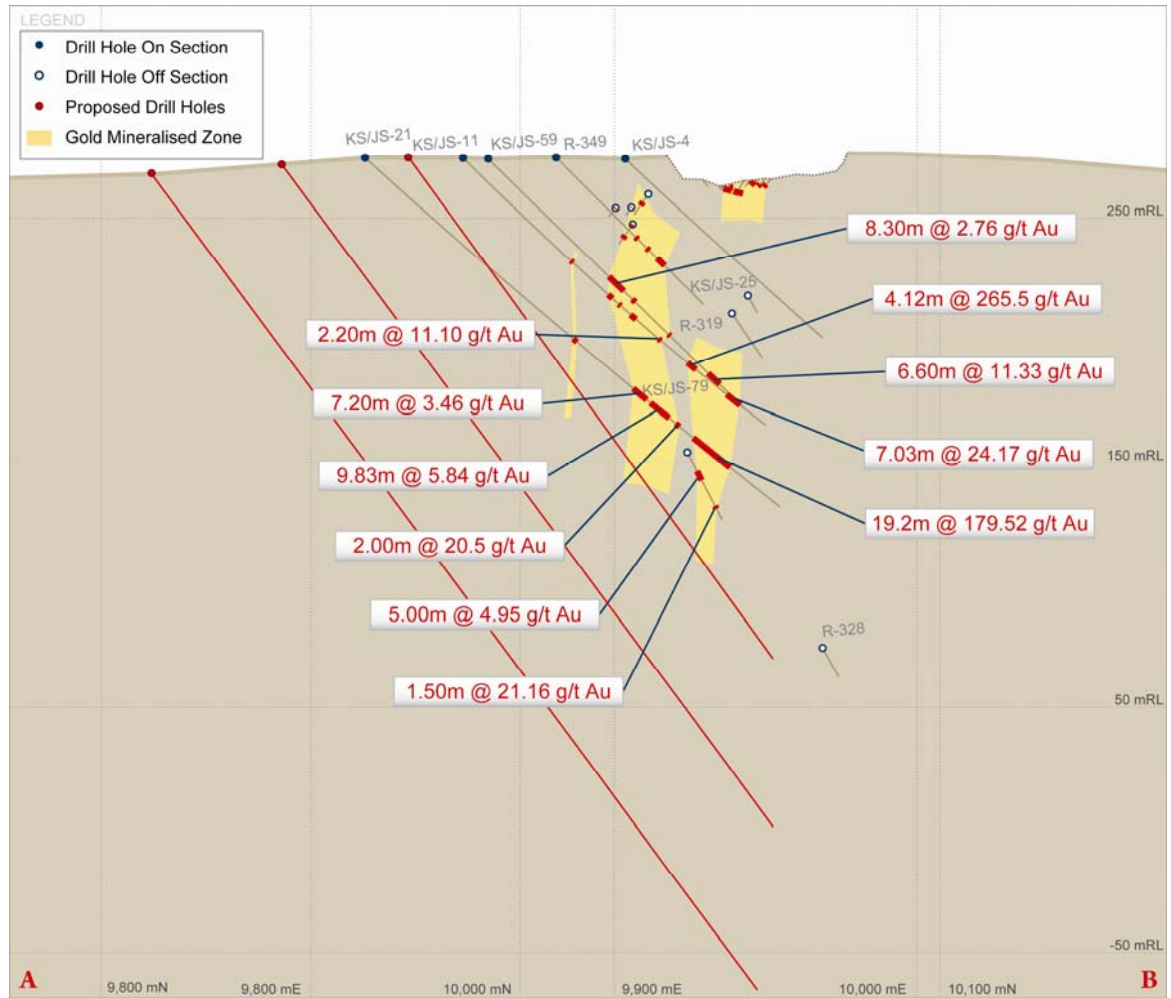 LEGEND
Drill Hole On Section
Drill Hole Off Section
Proposed Drill Holes
Gold Mineralised Zone
KS/JS-21
KS/JS-11
KS/JS-59
R-349
KS/JS-4
250 mRL
8.30m @ 2.76 g/t Au
KS/JS-25
4.12m @ 265.5 g/t Au
R-319
2.20m @ 11.10 g/t Au
6.60m @ 11.33 g/t Au
KS/JS-79
7.20m @ 3.46 g/t Au
7.03m @ 24.17 g/t Au
150 mRL
9.83m @ 5.84 g/t Au
19.2m @ 179.52 g/t Au
2.00m @ 20.5 g/t Au
5.00m @ 4.95 g/t Au
R-328
1.50m @ 21.16 g/t Au
50 mRL
-50 mRL
A
9,800 mN
9,800 mE
10,000 mN
9,900 mE
10,000 mE
10,100 mN
B